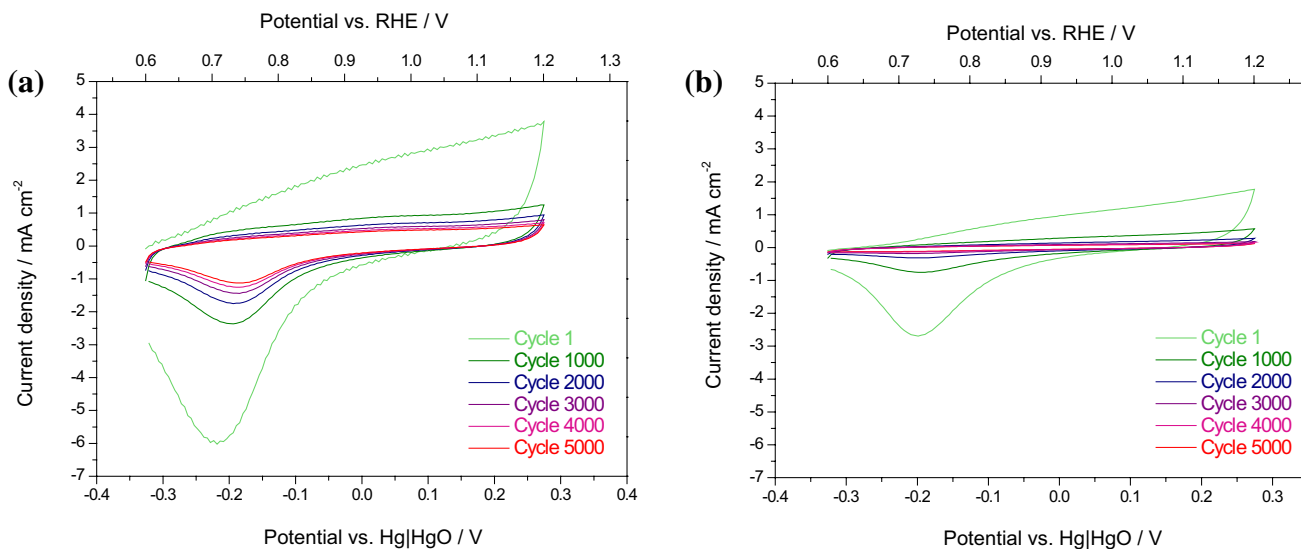 Potential vs. RHE / V
0.6 0.7 0.8 0.9 1.0 1.1 1.2 1.3
(a)
Current density / mA cm⁻²
5
4
3
2
1
0
-1
-2
-3
-4
-5
-6
-7
Cycle 1
Cycle 1000
Cycle 2000
Cycle 3000
Cycle 4000
Cycle 5000
-0.4 -0.3 -0.2 -0.1 0.0 0.1 0.2 0.3 0.4
Potential vs. Hg|HgO / V
Potential vs. RHE / V
0.6 0.7 0.8 0.9 1.0 1.1 1.2
(b)
Current density / mA cm⁻²
5
4
3
2
1
0
-1
-2
-3
-4
-5
-6
-7
Cycle 1
Cycle 1000
Cycle 2000
Cycle 3000
Cycle 4000
Cycle 5000
-0.4 -0.3 -0.2 -0.1 0.0 0.1 0.2 0.3
Potential vs. Hg|HgO / V